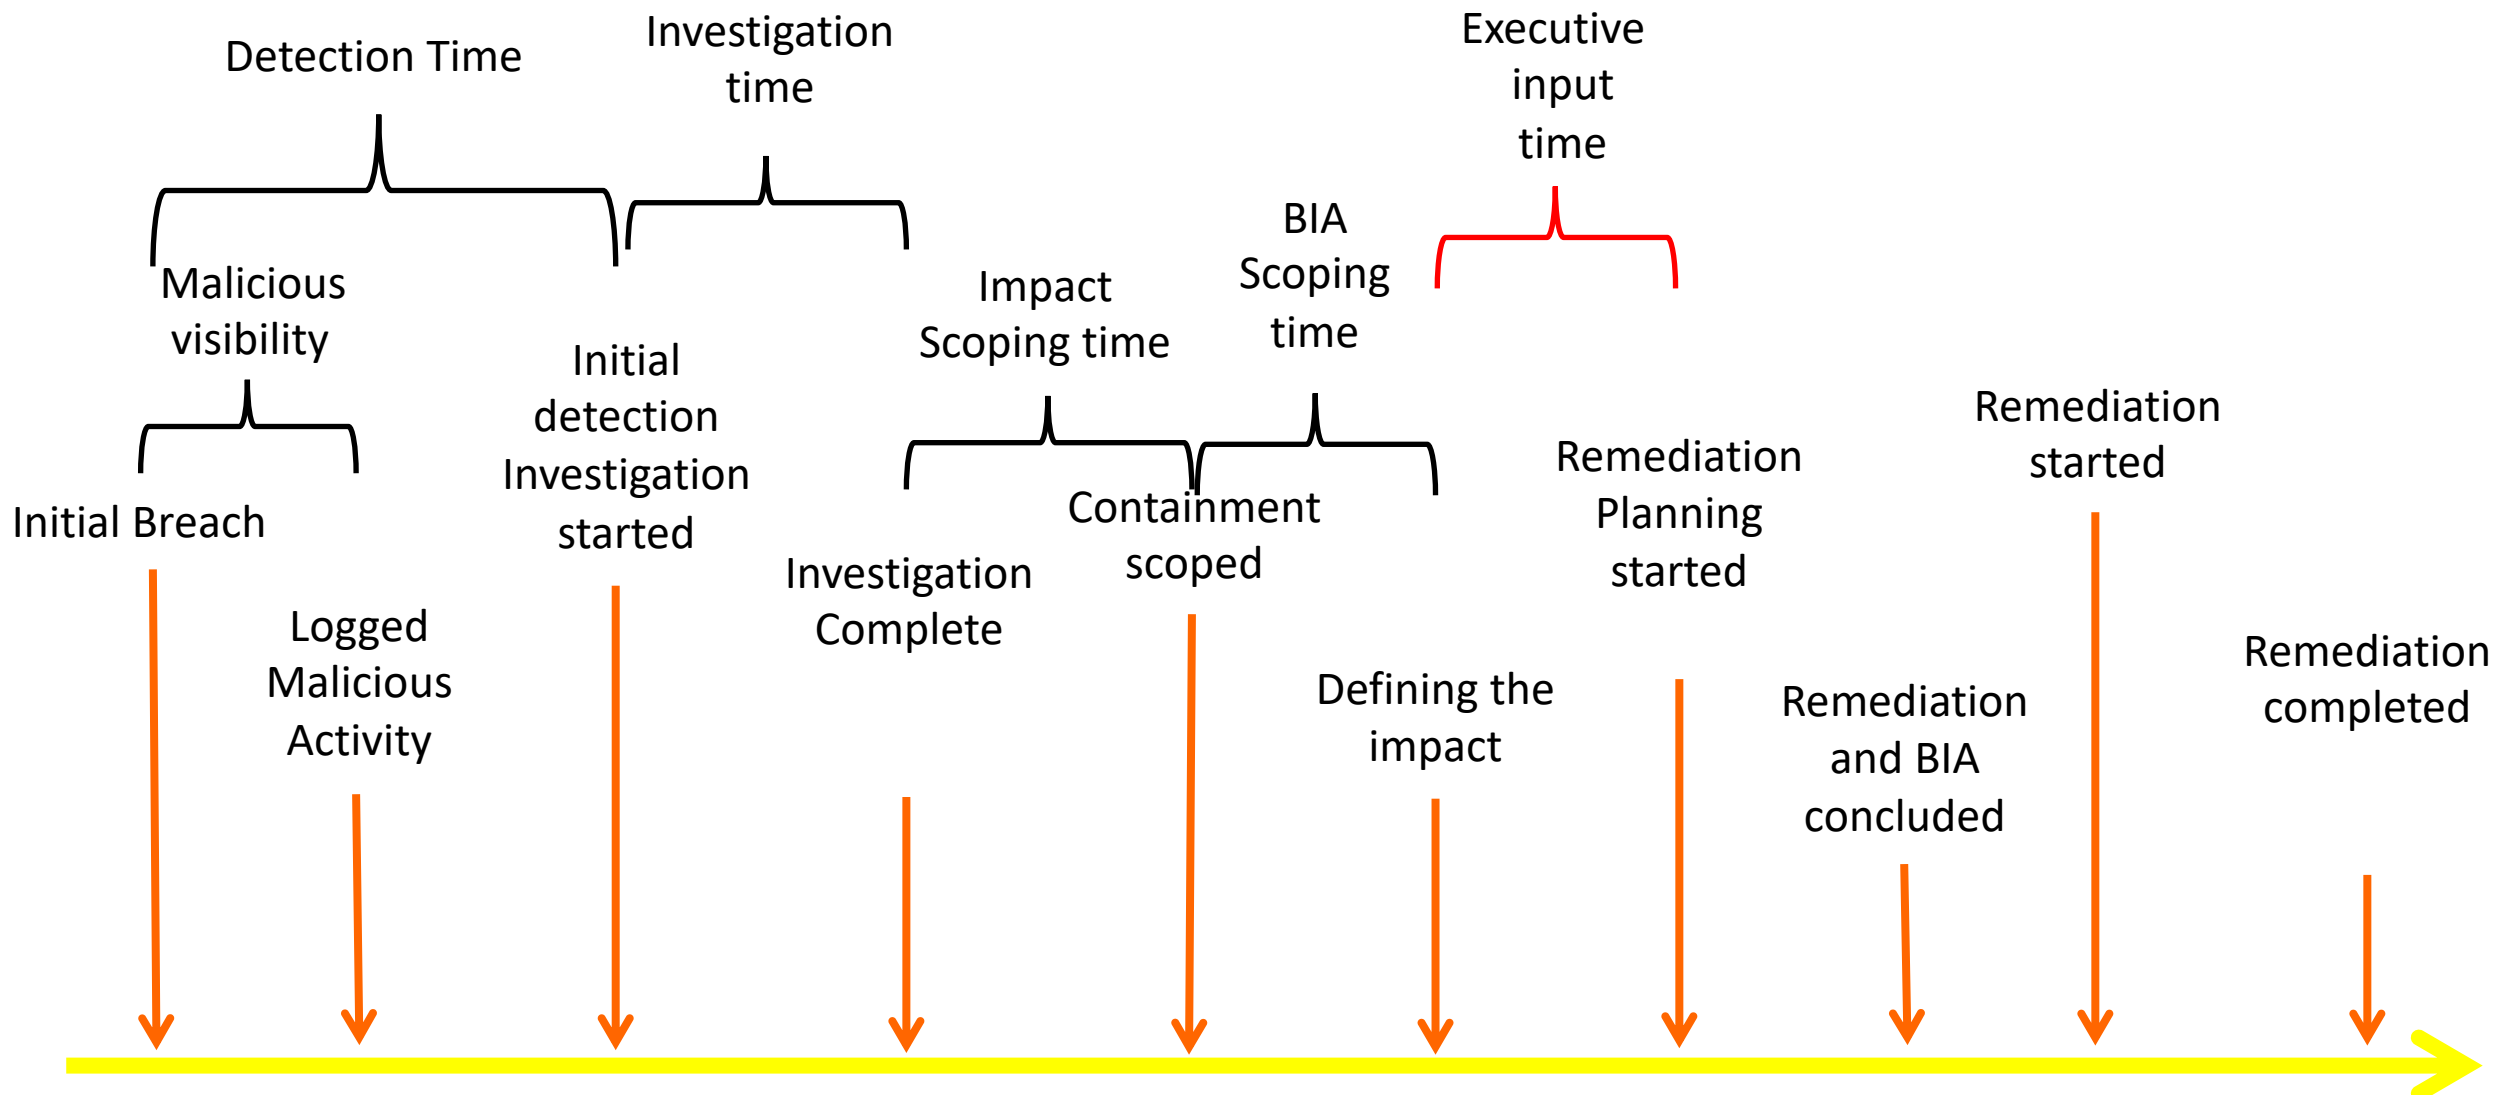 Detection Time
Investigation
time
Executive
input
time
Malicious
visibility
Impact
Scoping time
BIA
Scoping
time
Initial Breach
Logged
Malicious
Activity
Initial
detection
Investigation
started
Investigation
Complete
Containment
scoped
Defining the
impact
Remediation
Planning
started
Remediation
and BIA
concluded
Remediation
started
Remediation
completed